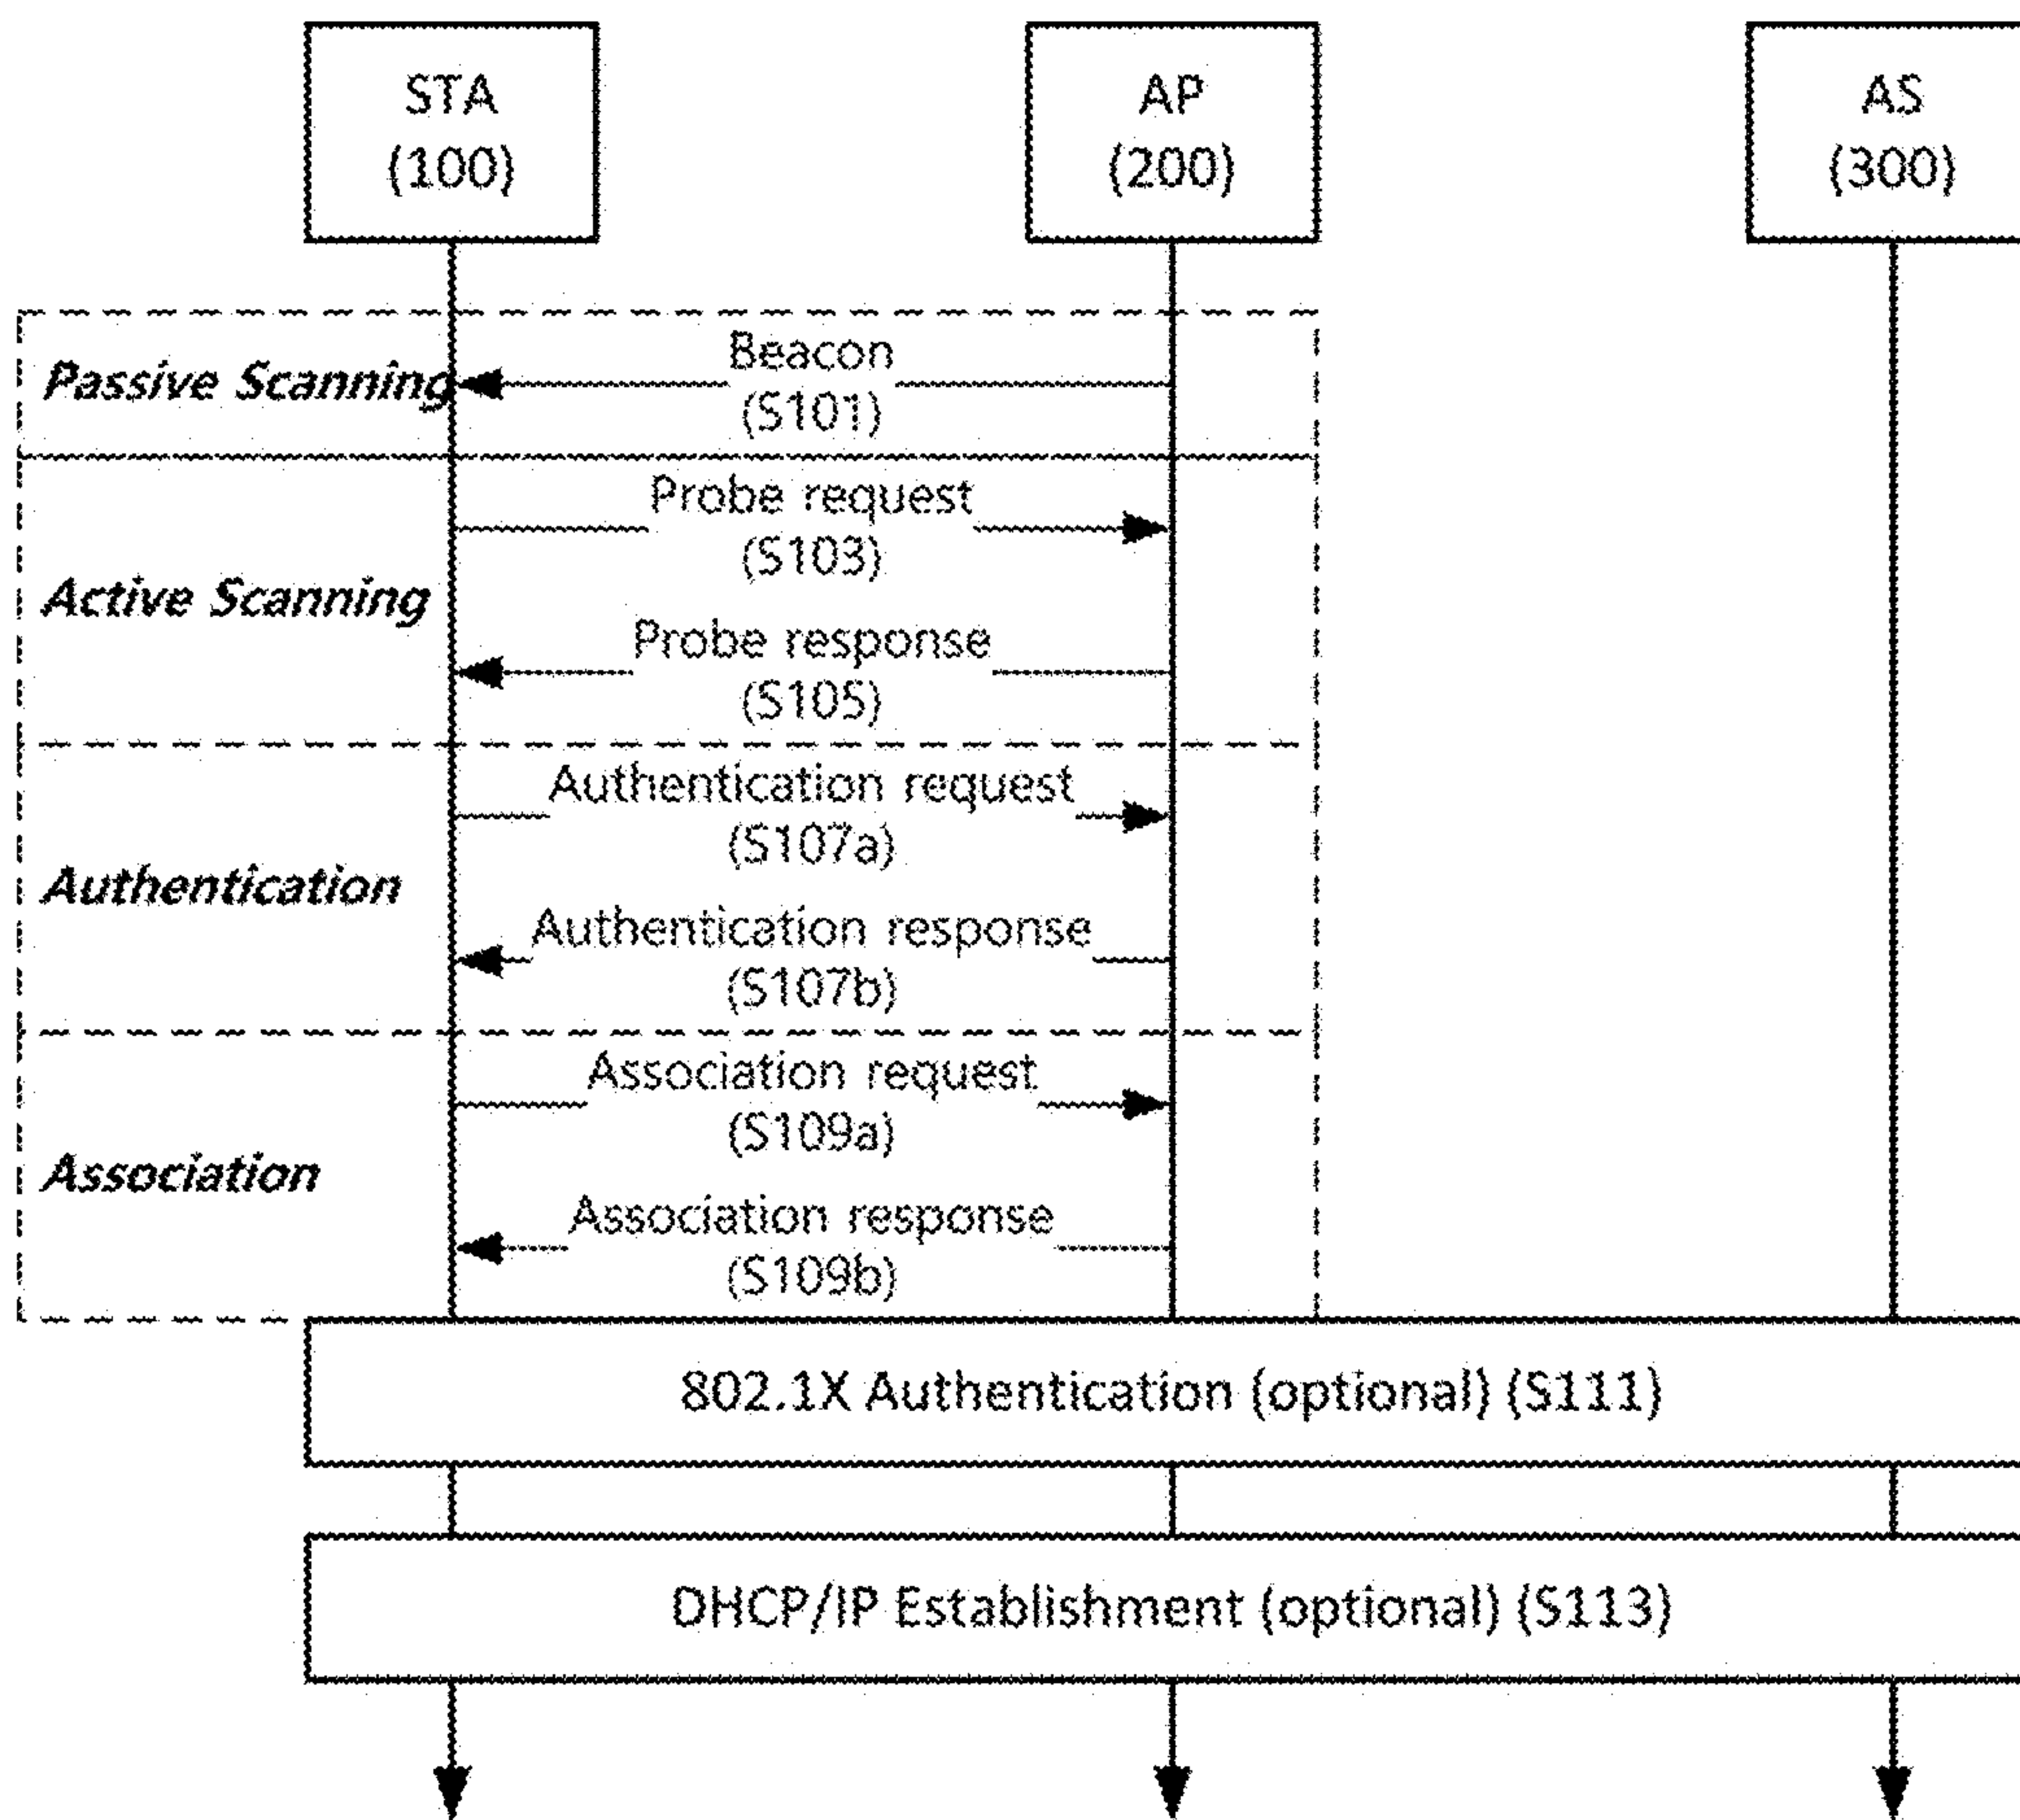 STA
(100)
AP
(200)
AS
(300)
Passive Scanning
Beacon
(S101)
Active Scanning
Probe request
(S103)
Probe response
(S105)
Authentication
Authentication request
(S107a)
Authentication response
(S107b)
Association
Association request
(S109a)
Association response
(S109b)
802.1X Authentication (optional) (S111)
DHCP/IP Establishment (optional) (S113)